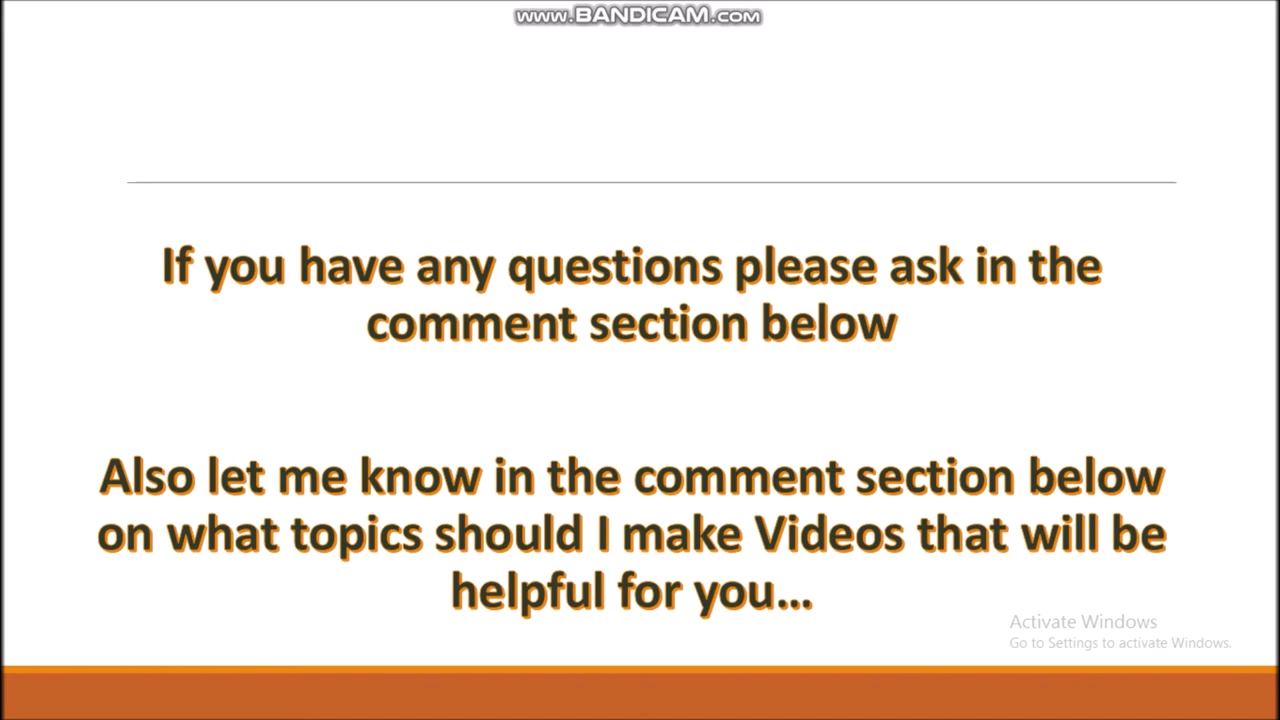 www.BANDICAM.com
If you have any questions please ask in the
comment section below
Also let me know in the comment section below
on what topics should I make Videos that will be
helpful for you...
Activate Windows
Go to Settings to activate Windows.